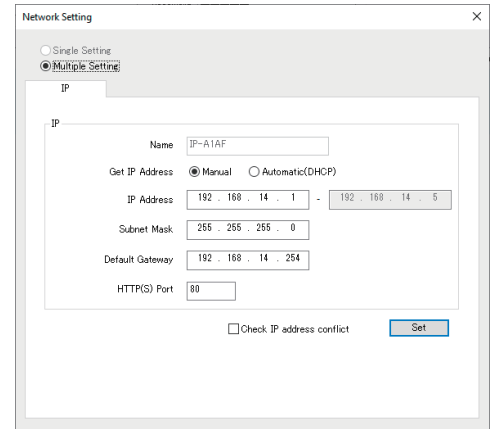 Network Setting
Single Setting
Multiple Setting
IP
IP
Name IP-A1AF
Get IP Address Manual Automatic(DHCP)
IP Address 192 . 168 . 14 . 1 - 192 . 168 . 14 . 5
Subnet Mask 255 . 255 . 255 . 0
Default Gateway 192 . 168 . 14 . 254
HTTP(S) Port 80
Check IP address conflict Set